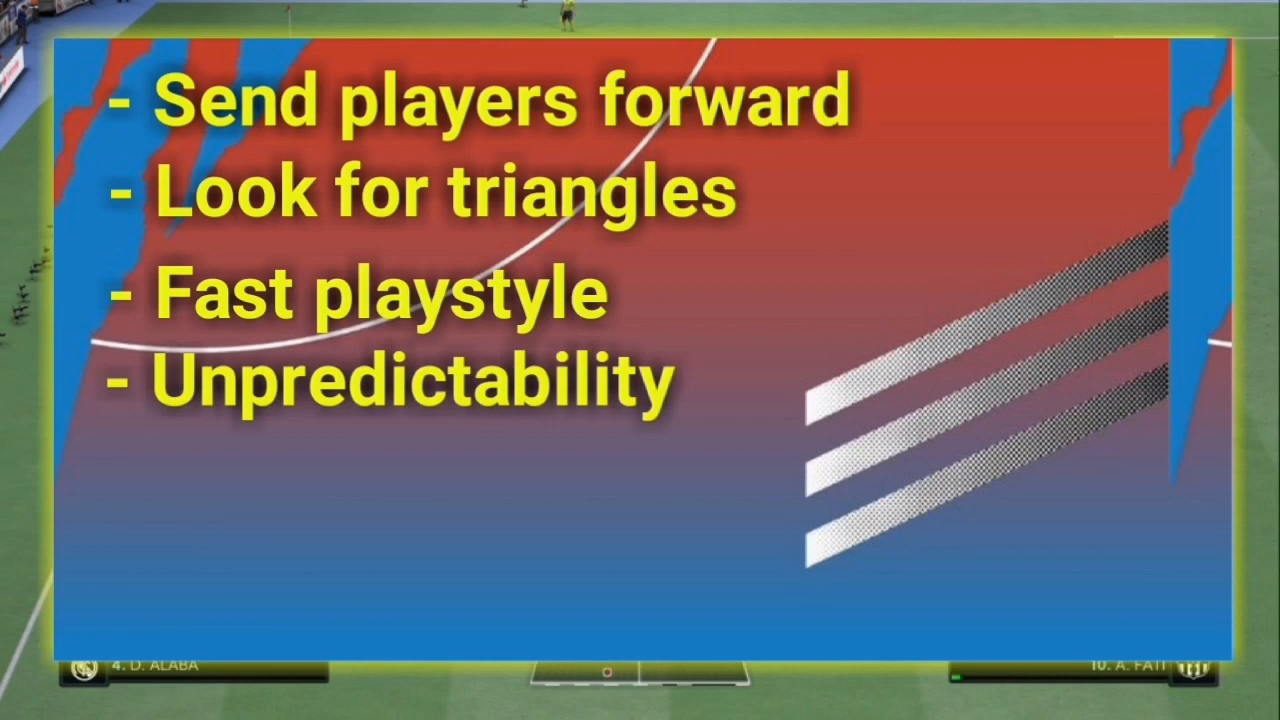 - Send players forward
- Look for triangles
- Fast playstyle
- Unpredictability
4. D. ALABA
10. A. FATI